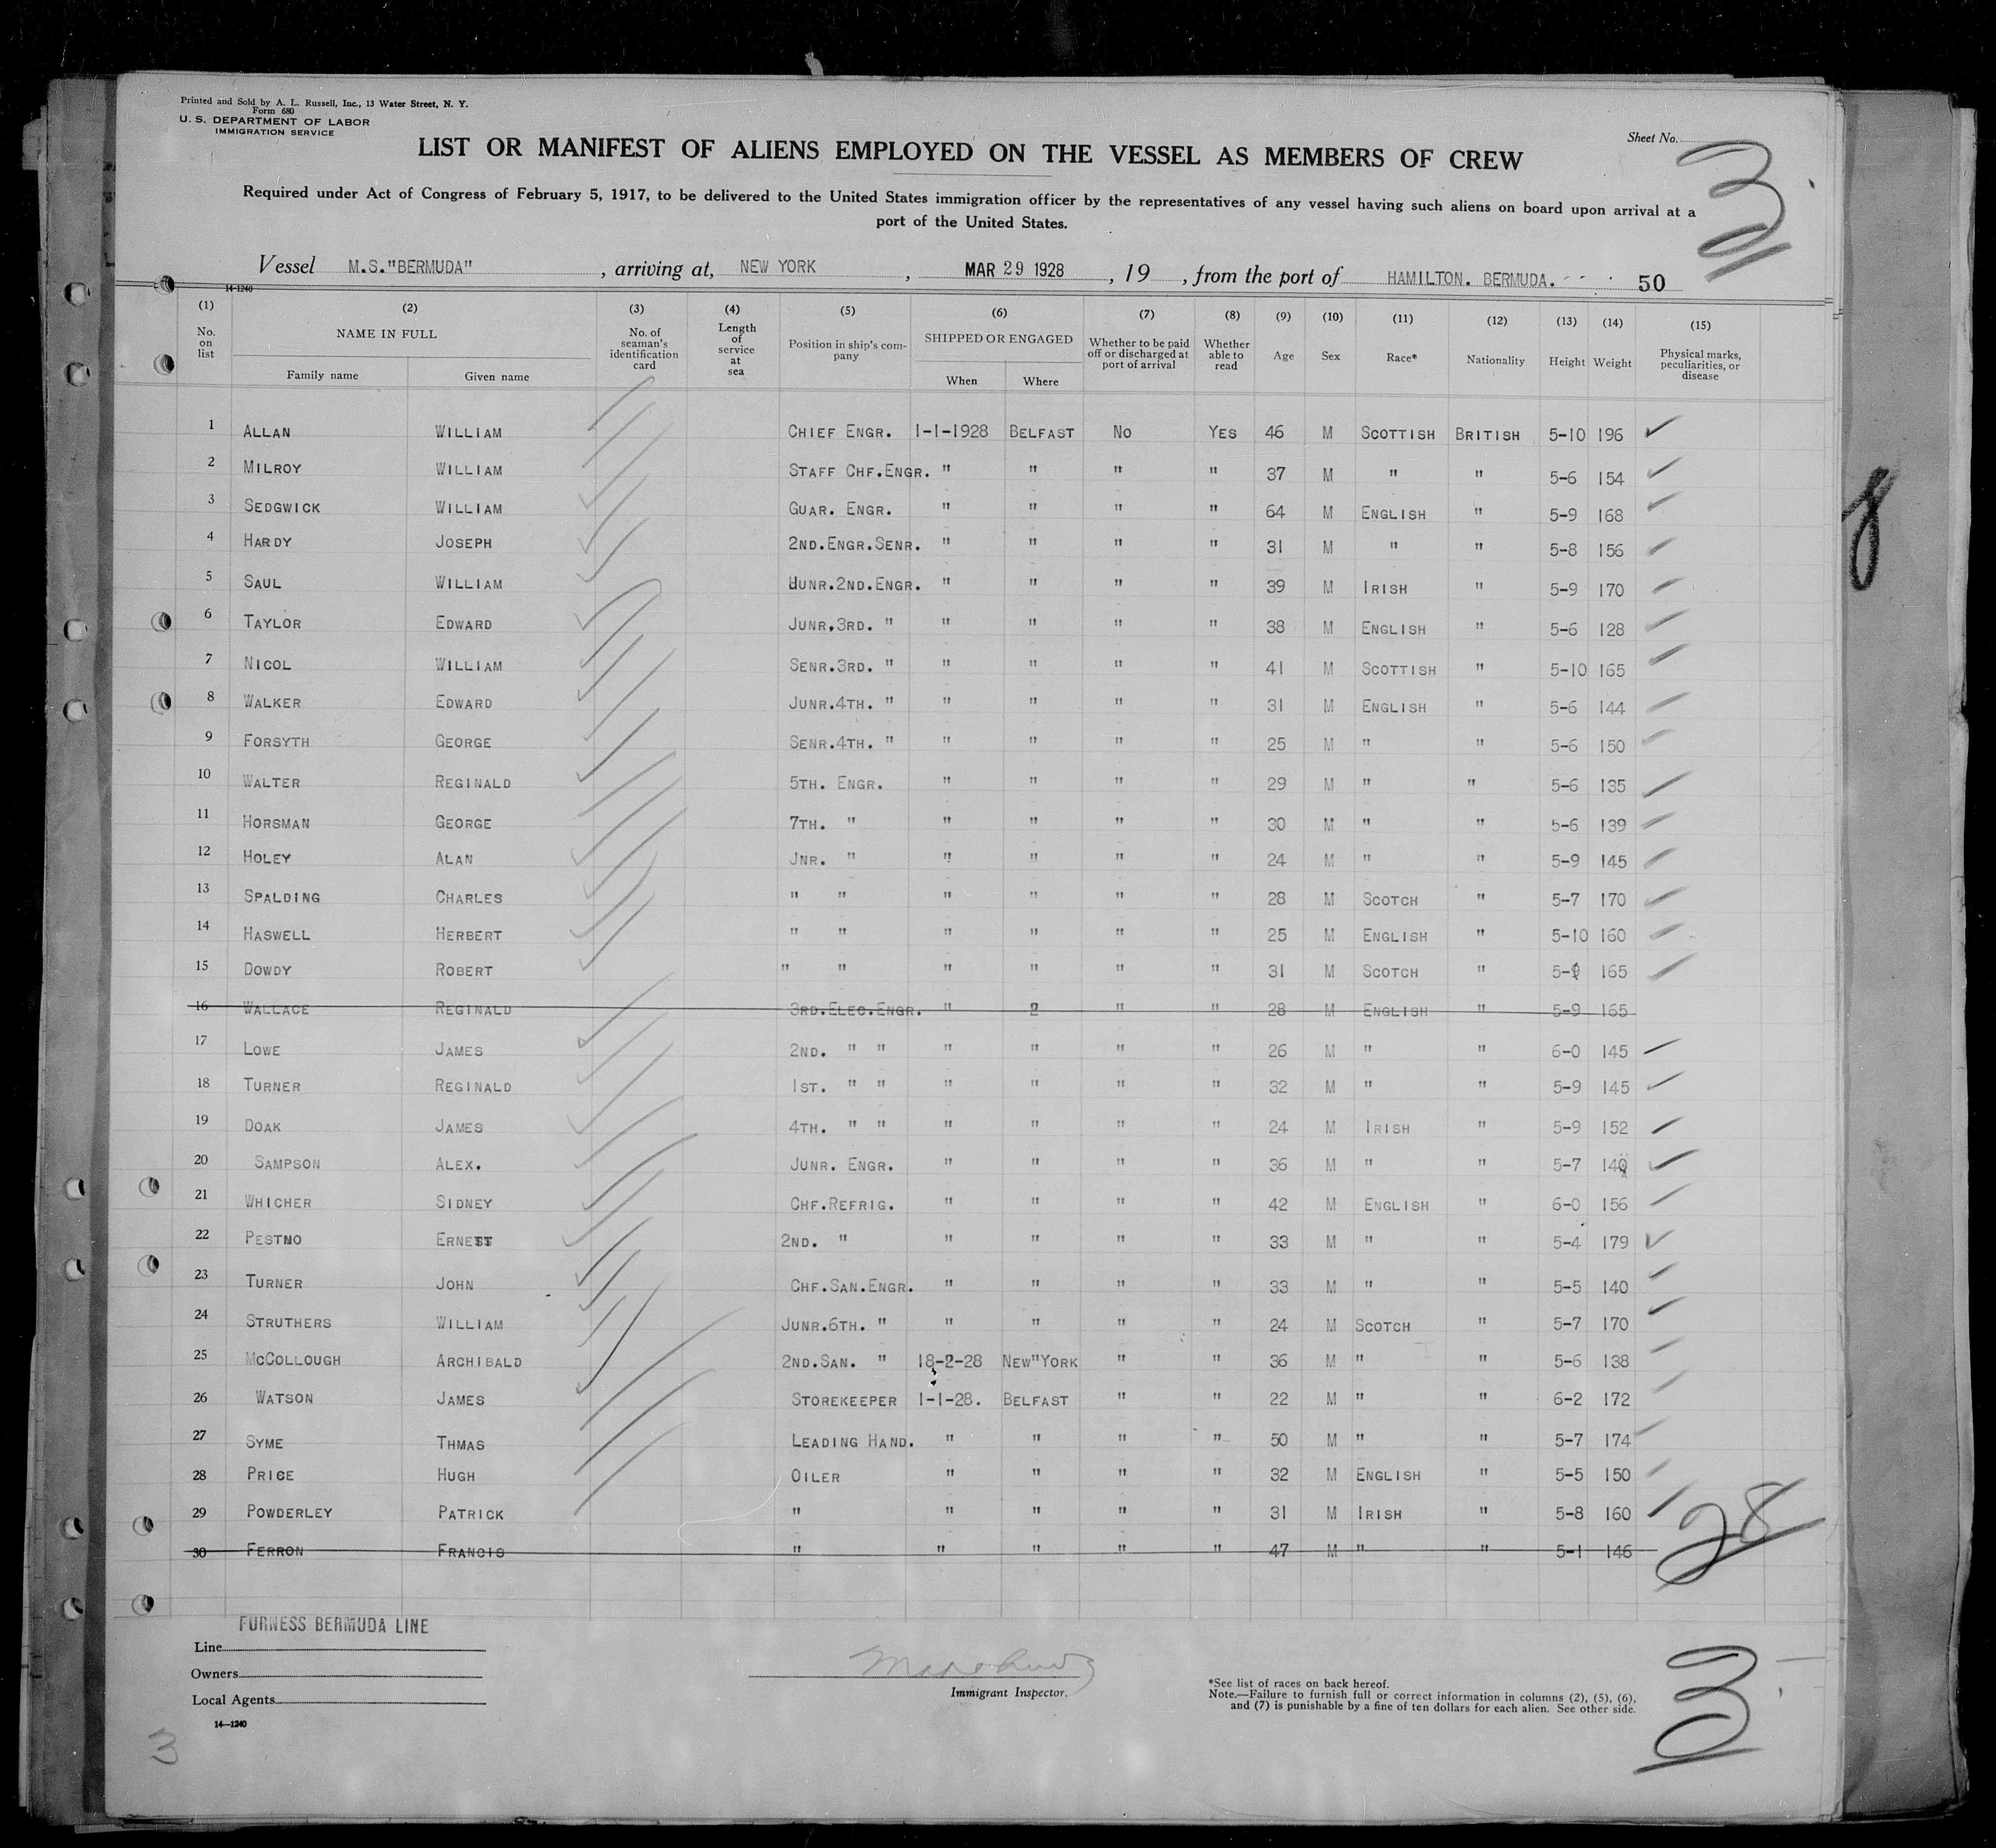 Printed and Sold by A. L. Russell, Inc., 13 Water Street, N. Y.
Form 680
U. S. DEPARTMENT OF LABOR
IMMIGRATION SERVICE
Sheet No.
3
LIST OR MANIFEST OF ALIENS EMPLOYED ON THE VESSEL AS MEMBERS OF CREW
Required under Act of Congress of February 5, 1917, to be delivered to the United States immigration officer by the representatives of any vessel having such aliens on board upon arrival at a
port of the United States.
Vessel M.S."BERMUDA" , arriving at, NEW YORK , MAR 29 1928 , 19 , from the port of HAMILTON. BERMUDA. 50
14-1240
(1) (2) (3) (4) (5) (6) (7) (8) (9) (10) (11) (12) (13) (14) (15)
No. on list NAME IN FULL Family name Given name No. of seaman's identification card Length of service at sea Position in ship's company SHIPPED OR ENGAGED When Where Whether to be paid off or discharged at port of arrival Whether able to read Age Sex Race* Nationality Height Weight Physical marks, peculiarities, or disease
1 ALLAN WILLIAM CHIEF ENGR. 1-1-1928 BELFAST NO YES 46 M SCOTTISH BRITISH 5-10 196
2 MILROY WILLIAM STAFF CHF.ENGR. " " " " 37 M " " 5-6 154
3 SEDGWICK WILLIAM GUAR. ENGR. " " " " 64 M ENGLISH " 5-9 168
4 HARDY JOSEPH 2ND.ENGR.SENR. " " " " 31 M " " 5-8 156
5 SAUL WILLIAM JUNR.2ND.ENGR. " " " " 39 M IRISH " 5-9 170
6 TAYLOR EDWARD JUNR,3RD. " " " " " 38 M ENGLISH " 5-6 128
7 NICOL WILLIAM SENR.3RD. " " " " " 41 M SCOTTISH " 5-10 165
8 WALKER EDWARD JUNR.4TH. " " " " " 31 M ENGLISH " 5-6 144
9 FORSYTH GEORGE SENR.4TH. " " " " " 25 M " " 5-6 150
10 WALTER REGINALD 5TH. ENGR. " " " " 29 M " " 5-6 135
11 HORSMAN GEORGE 7TH. " " " " " 30 M " " 5-6 139
12 HOLEY ALAN JNR. " " " " " 24 M " " 5-9 145
13 SPALDING CHARLES " " " " " " 28 M SCOTCH " 5-7 170
14 HASWELL HERBERT " " " " " " 25 M ENGLISH " 5-10 160
15 DOWDY ROBERT " " " " " " 31 M SCOTCH " 5-9 165
16 WALLACE REGINALD 3RD.ELEC.ENGR. " 2 " " 28 M ENGLISH " 5-9 165
17 LOWE JAMES 2ND. " " " " " " 26 M " " 6-0 145
18 TURNER REGINALD 1ST. " " " " " " 32 M " " 5-9 145
19 DOAK JAMES 4TH. " " " " " " 24 M IRISH " 5-9 152
20 SAMPSON ALEX. JUNR. ENGR. " " " " 36 M " " 5-7 140
21 WHICHER SIDNEY CHF.REFRIG. " " " " 42 M ENGLISH " 6-0 156
22 PESTNO ERNEST 2ND. " " " " " 33 M " " 5-4 179
23 TURNER JOHN CHF.SAN.ENGR. " " " " 33 M " " 5-5 140
24 STRUTHERS WILLIAM JUNR.6TH. " " " " " 24 M SCOTCH " 5-7 170
25 MCCOLLOUGH ARCHIBALD 2ND.SAN. " 18-2-28 NEW"YORK " " 36 M " " 5-6 138
26 WATSON JAMES STOREKEEPER 1-1-28. BELFAST " " 22 M " " 6-2 172
27 SYME THMAS LEADING HAND. " " " " 50 M " " 5-7 174
28 PRICE HUGH OILER " " " " 32 M ENGLISH " 5-5 150
29 POWDERLEY PATRICK " " " " " 31 M IRISH " 5-8 160
30 FERRON FRANCIS " " " " " 47 M " " 5-1 146
28
8
FURNESS BERMUDA LINE
Line
Owners
Local Agents
14—1240
Immigrant Inspector.
*See list of races on back hereof.
Note.—Failure to furnish full or correct information in columns (2), (5), (6),
and (7) is punishable by a fine of ten dollars for each alien. See other side.
3